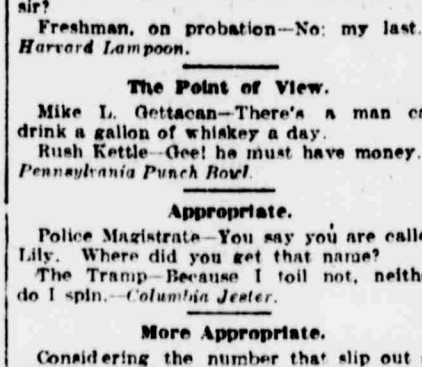 sir?
Freshman, on probation—No; my last.
Harvard Lampoon.
The Point of View.
Mike L. Gettacan—There's a man c
drink a gallon of whiskey a day.
Rush Kettle—Gee! he must have money.
Pennsylvania Punch Bowl.
Appropriate.
Police Magistrate—You say you are calle
Lily. Where did you get that name?
The Tramp—Because I toil not, neith
do I spin.—Columbia Jester.
More Appropriate.
Considering the number that slip out